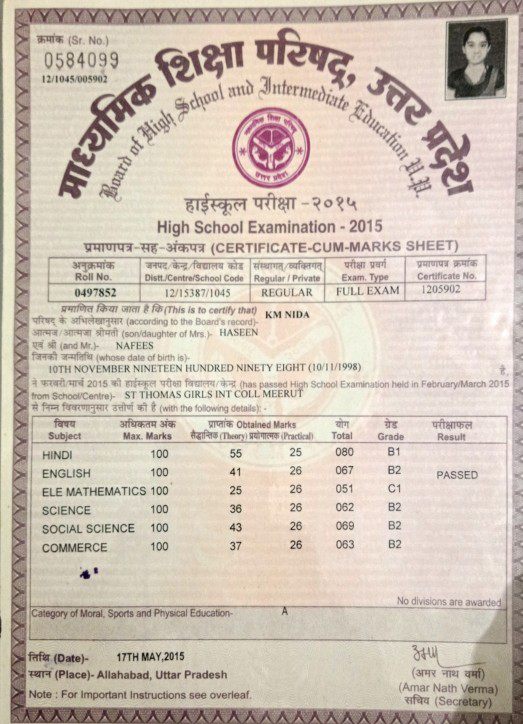 क्रमांक (Sr. No.)
0584099
12/1045/005902
माध्यमिक शिक्षा परिषद्, उत्तर प्रदेश
Board of High School and Intermediate Education U.P.
उत्तर प्रदेश
हाईस्कूल परीक्षा -२०१५
High School Examination - 2015
प्रमाणपत्र-सह-अंकपत्र (CERTIFICATE-CUM-MARKS SHEET)
अनुक्रमांक जनपद/केन्द्र/विद्यालय कोड संस्थागत/व्यक्तिगत परीक्षा प्रवर्ग प्रमाणपत्र क्रमांक
Roll No. Distt./Centre/School Code Regular / Private Exam. Type Certificate No.
0497852 12/15387/1045 REGULAR FULL EXAM 1205902
प्रमाणित किया जाता है कि(This is to certify that) KM NIDA
परिषद् के अभिलेखानुसार (according to the Board's record)-
आत्मज/आत्मजा श्रीमती (son/daughter of Mrs.)- HASEEN
एवं श्री (and Mr.)- NAFEES
जिनकी जन्मतिथि (whose date of birth is)-
10TH NOVEMBER NINETEEN HUNDRED NINETY EIGHT (10/11/1998) है,
ने फरवरी/मार्च 2015 की हाईस्कूल परीक्षा विद्यालय/केन्द्र (has passed High School Examination held in February/March 2015
from School/Centre)- ST THOMAS GIRLS INT COLL MEERUT
से निम्न विवरणानुसार उत्तीर्ण की है (with the following details): -
विषय अधिकतम अंक प्राप्तांक Obtained Marks योग ग्रेड परीक्षाफल
Subject Max. Marks सैद्धान्तिक (Theory) प्रयोगात्मक (Practical) Total Grade Result
HINDI 100 55 25 080 B1
ENGLISH 100 41 26 067 B2 PASSED
ELE MATHEMATICS 100 25 26 051 C1
SCIENCE 100 36 26 062 B2
SOCIAL SCIENCE 100 43 26 069 B2
COMMERCE 100 37 26 063 B2
No divisions are awarded
Category of Moral, Sports and Physical Education- A
तिथि (Date)- 17TH MAY,2015
स्थान (Place)- Allahabad, Uttar Pradesh
Note : For Important Instructions see overleaf.
(अमर नाथ वर्मा)
(Amar Nath Verma)
सचिव (Secretary)